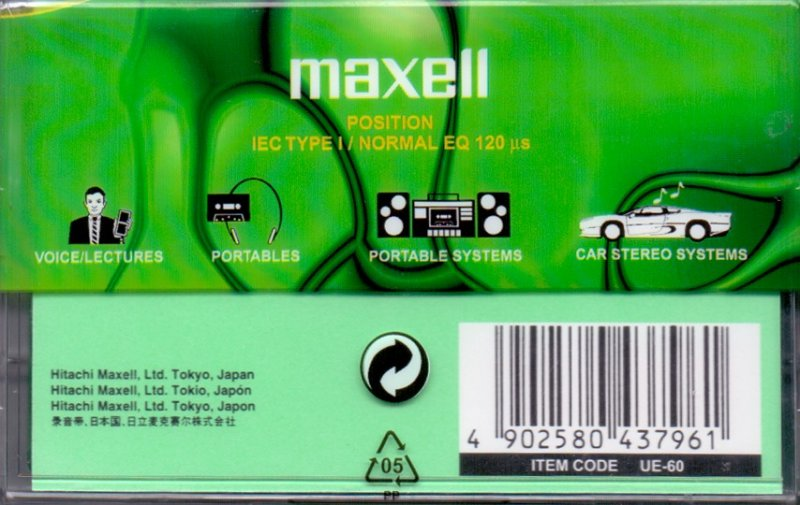 maxell
POSITION
IEC TYPE I / NORMAL EQ 120 µs
VOICE/LECTURES PORTABLES PORTABLE SYSTEMS CAR STEREO SYSTEMS
Hitachi Maxell, Ltd. Tokyo, Japan
Hitachi Maxell, Ltd. Tokio, Japón
Hitachi Maxell, Ltd. Tokyo, Japon
录音带、日本国、日立麦克赛尔株式会社
05
PP
4 902580 437961
ITEM CODE UE-60